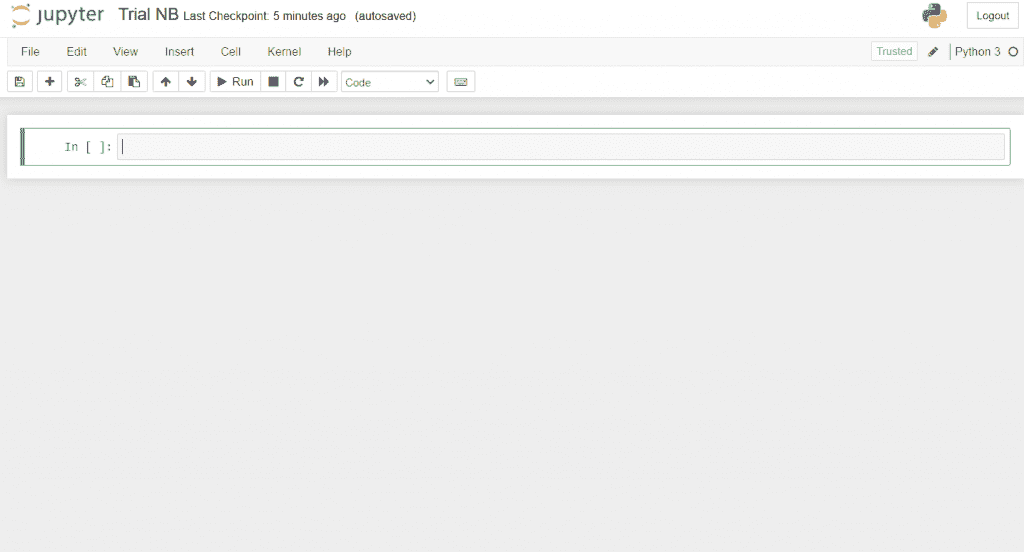 jupyter Trial NB Last Checkpoint: 5 minutes ago (autosaved)
Logout
File Edit View Insert Cell Kernel Help Trusted Python 3
Run Code
In [ ]: